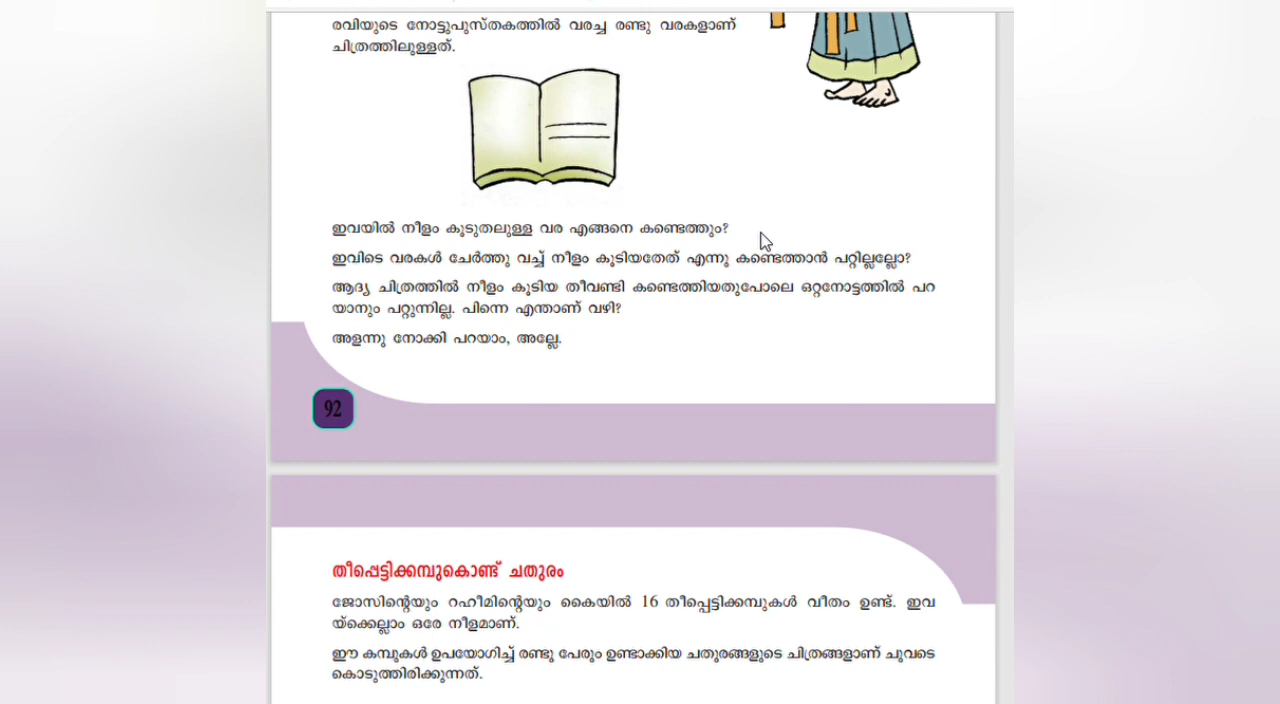 രവിയുടെ നോട്ടുപുസ്തകത്തിൽ വരച്ച രണ്ടു വരകളാണ്
ചിത്രത്തിലുള്ളത്.
ഇവയിൽ നീളം കൂടുതലുള്ള വര എങ്ങനെ കണ്ടെത്തും?
ഇവിടെ വരകൾ ചേർത്തു വച്ച് നീളം കൂടിയതേത് എന്നു കണ്ടെത്താൻ പറ്റില്ലല്ലോ?
ആദ്യ ചിത്രത്തിൽ നീളം കൂടിയ തീവണ്ടി കണ്ടെത്തിയതുപോലെ ഒറ്റനോട്ടത്തിൽ പറ
യാനും പറ്റുന്നില്ല. പിന്നെ എന്താണ് വഴി?
അളന്നു നോക്കി പറയാം, അല്ലേ.
92
തീപ്പെട്ടിക്കമ്പുകൊണ്ട് ചതുരം
ജോസിന്റെയും റഹീമിന്റെയും കൈയിൽ 16 തീപ്പെട്ടിക്കമ്പുകൾ വീതം ഉണ്ട്. ഇവ
യ്ക്കെല്ലാം ഒരേ നീളമാണ്.
ഈ കമ്പുകൾ ഉപയോഗിച്ച് രണ്ടു പേരും ഉണ്ടാക്കിയ ചതുരങ്ങളുടെ ചിത്രങ്ങളാണ് ചുവടെ
കൊടുത്തിരിക്കുന്നത്.